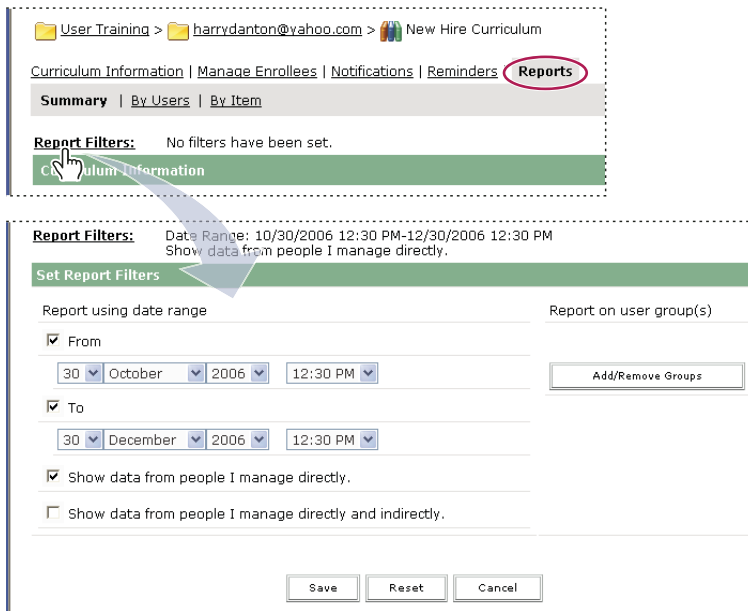 User Training > harrydanton@yahoo.com > New Hire Curriculum
Curriculum Information | Manage Enrollees | Notifications | Reminders Reports
Summary | By Users | By Item
Report Filters: No filters have been set.
Curriculum Information
Report Filters: Date Range: 10/30/2006 12:30 PM-12/30/2006 12:30 PM
Show data from people I manage directly.
Set Report Filters
Report using date range Report on user group(s)
From
30 October 2006 12:30 PM Add/Remove Groups
To
30 December 2006 12:30 PM
Show data from people I manage directly.
Show data from people I manage directly and indirectly.
Save Reset Cancel